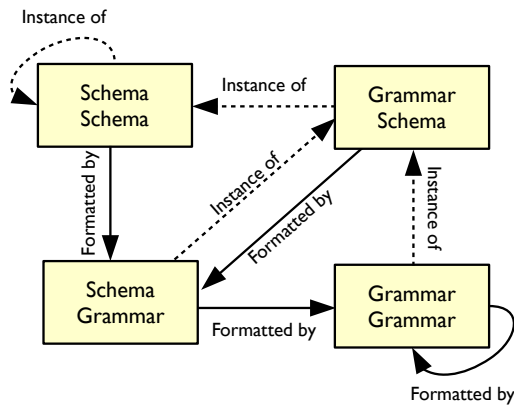 Instance of
Schema
Schema
Instance of
Grammar
Schema
Formatted by
Instance of
Formatted by
Instance of
Schema
Grammar
Formatted by
Grammar
Grammar
Formatted by